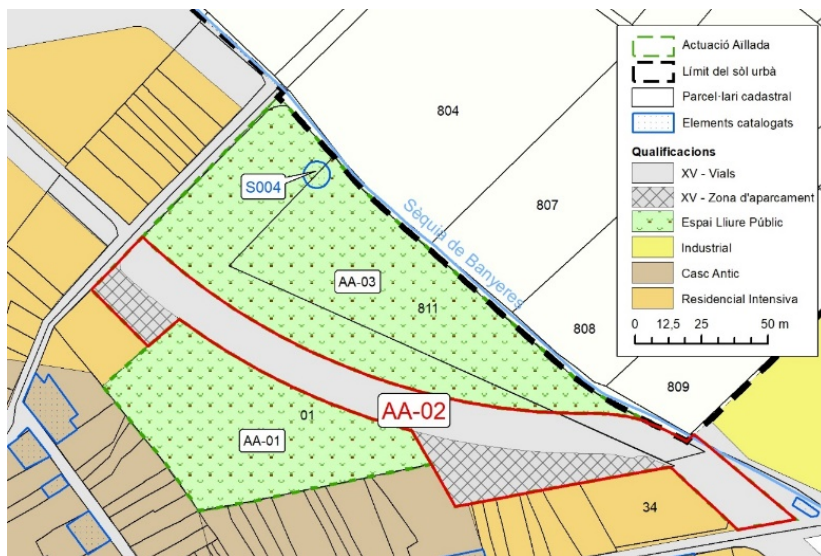 804
807
808
809
S004
Sèquia de Banyeres
AA-03
811
01
AA-02
AA-01
34
Actuació Aïllada
Límit del sòl urbà
Parcel·lari cadastral
Elements catalogats
Qualificacions
XV - Vials
XV - Zona d'aparcament
Espai Lliure Públic
Industrial
Casc Antic
Residencial Intensiva
0 12,5 25 50 m